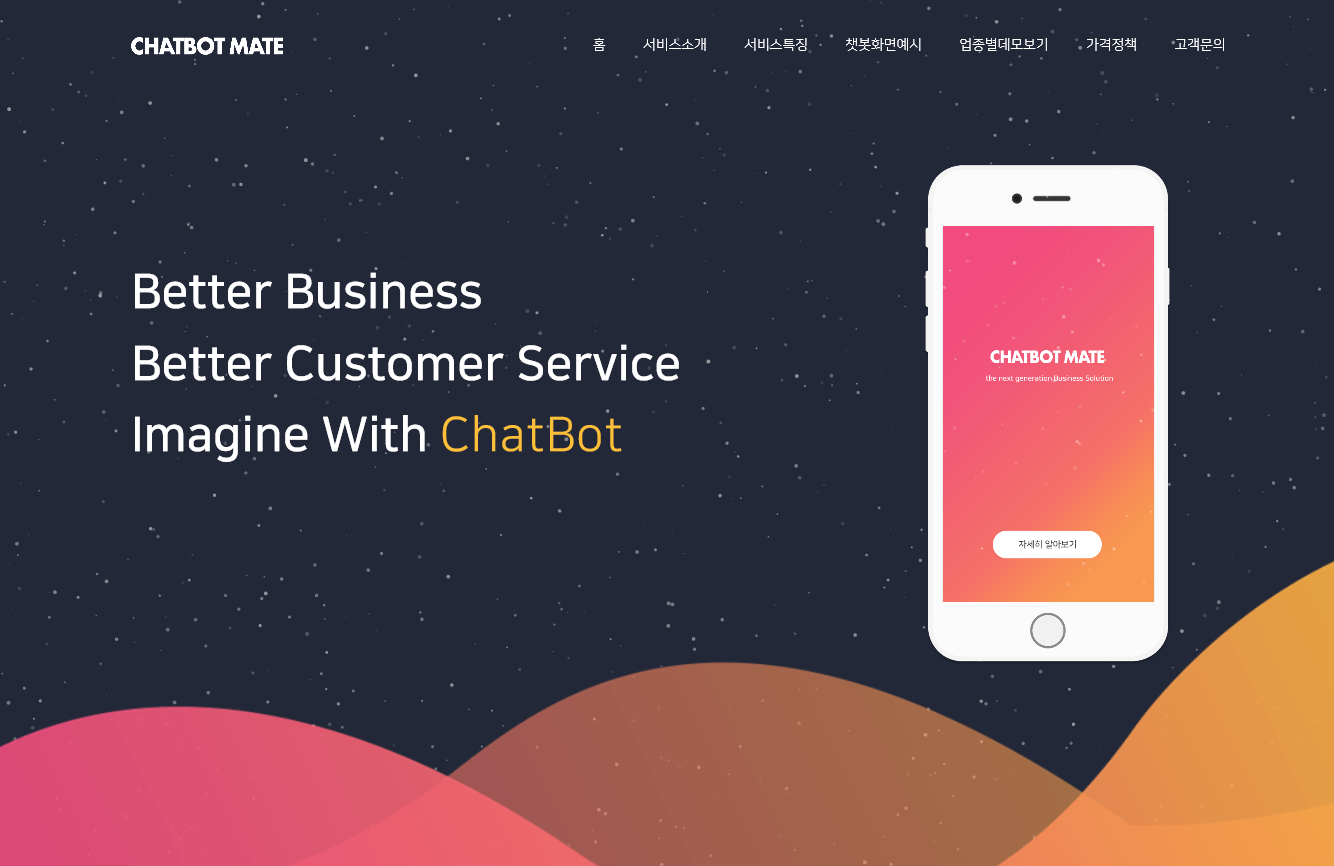 CHATBOT MATE
홈 서비스소개 서비스특징 챗봇화면예시 업종별데모보기 가격정책 고객문의
Better Business
Better Customer Service
Imagine With ChatBot
CHATBOT MATE
the next generation Business Solution
자세히 알아보기